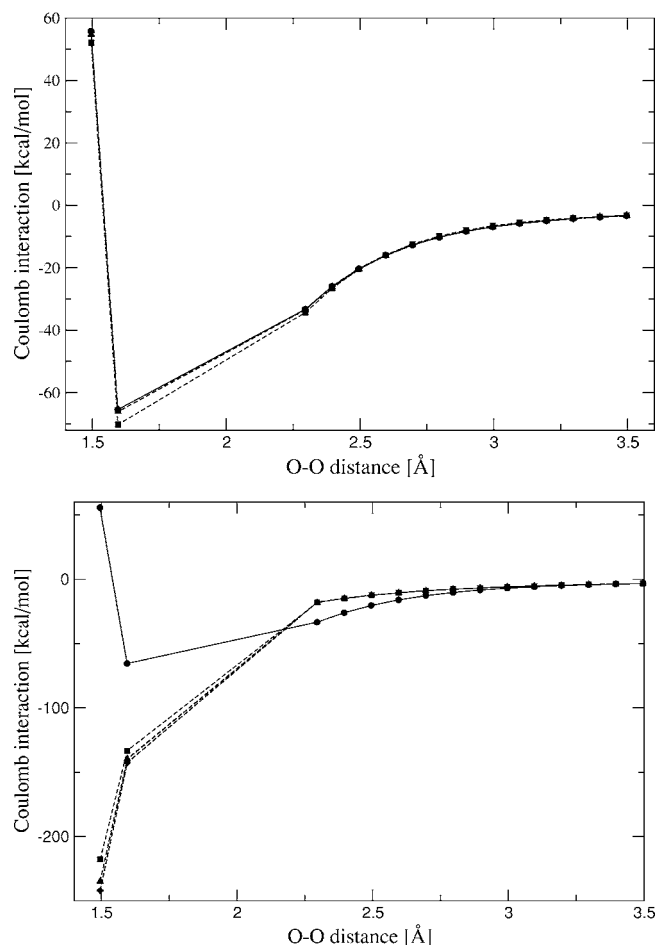 60
40
20
0
-20
-40
-60
Coulomb interaction [kcal/mol]
1.5 2 2.5 3 3.5
O-O distance [Å]
0
-100
-200
Coulomb interaction [kcal/mol]
1.5 2 2.5 3 3.5
O-O distance [Å]